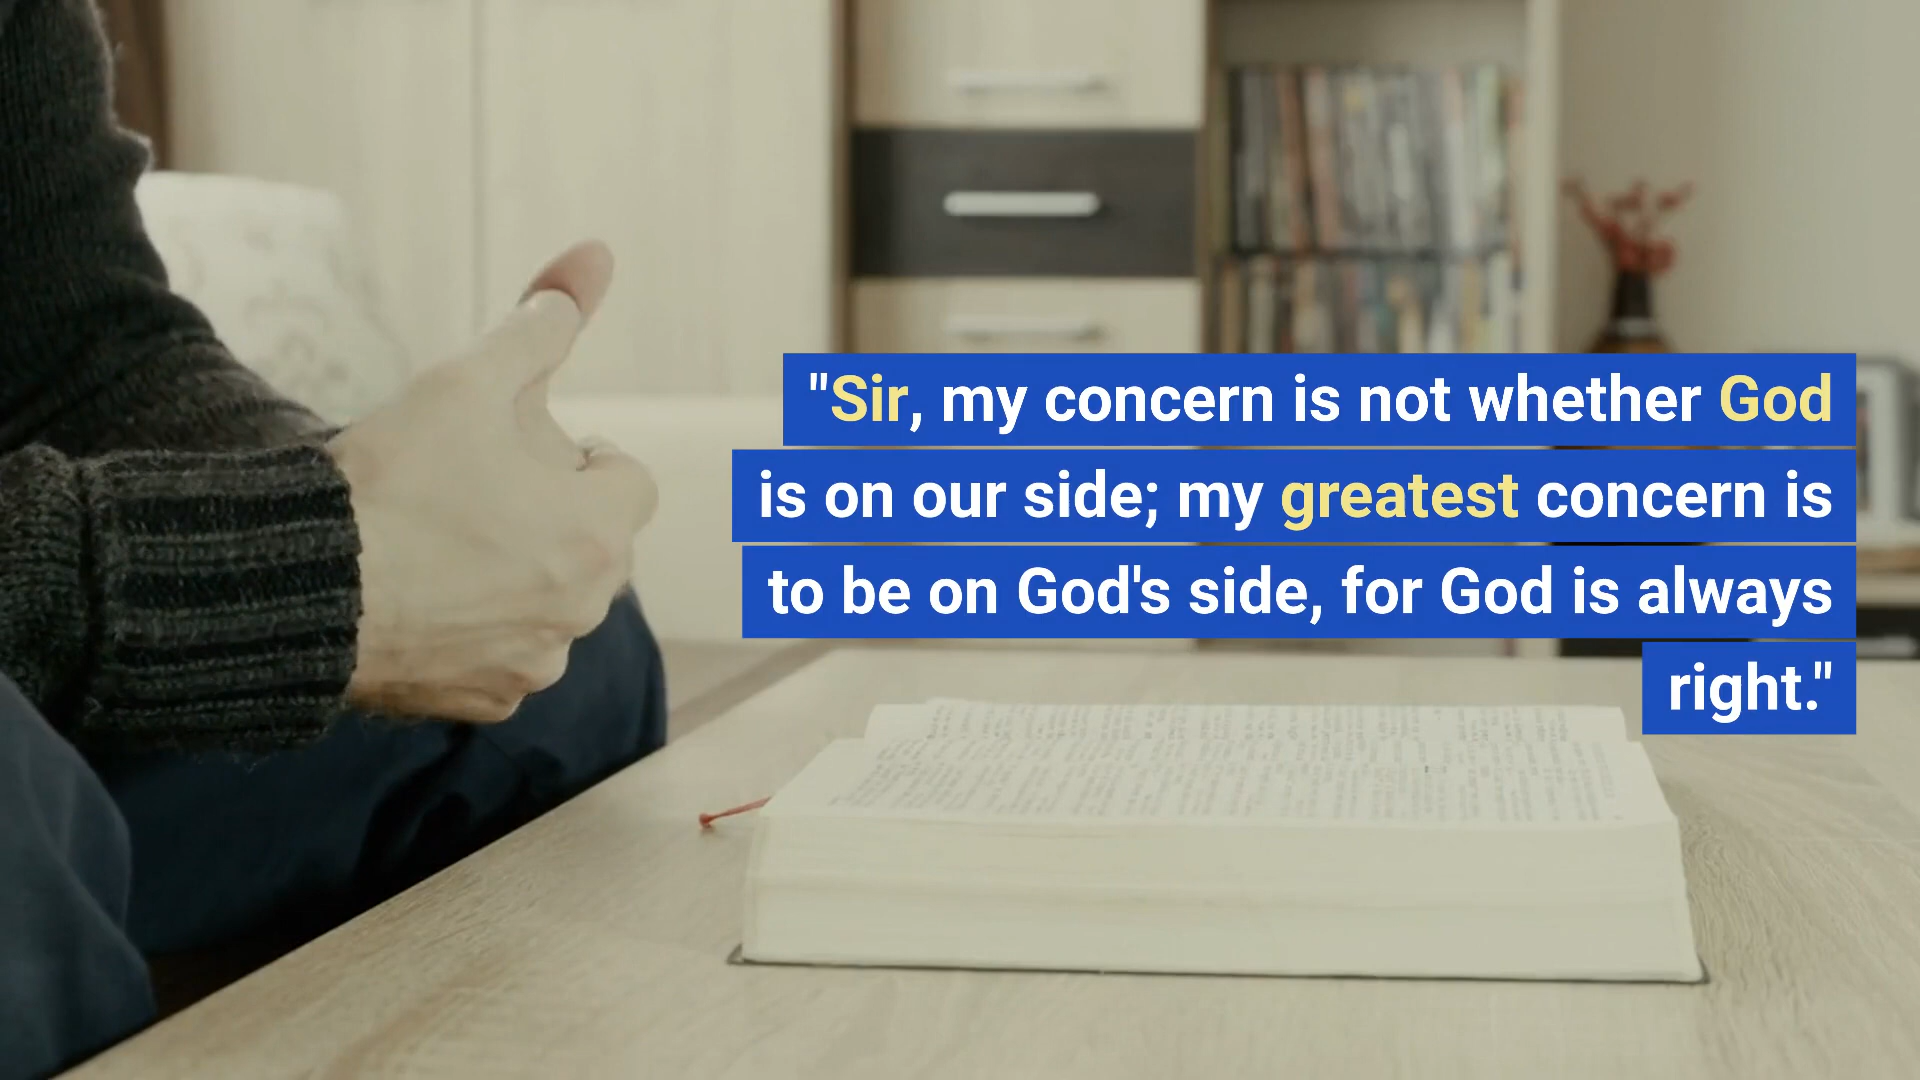 "Sir, my concern is not whether God
is on our side; my greatest concern is
to be on God's side, for God is always
right."